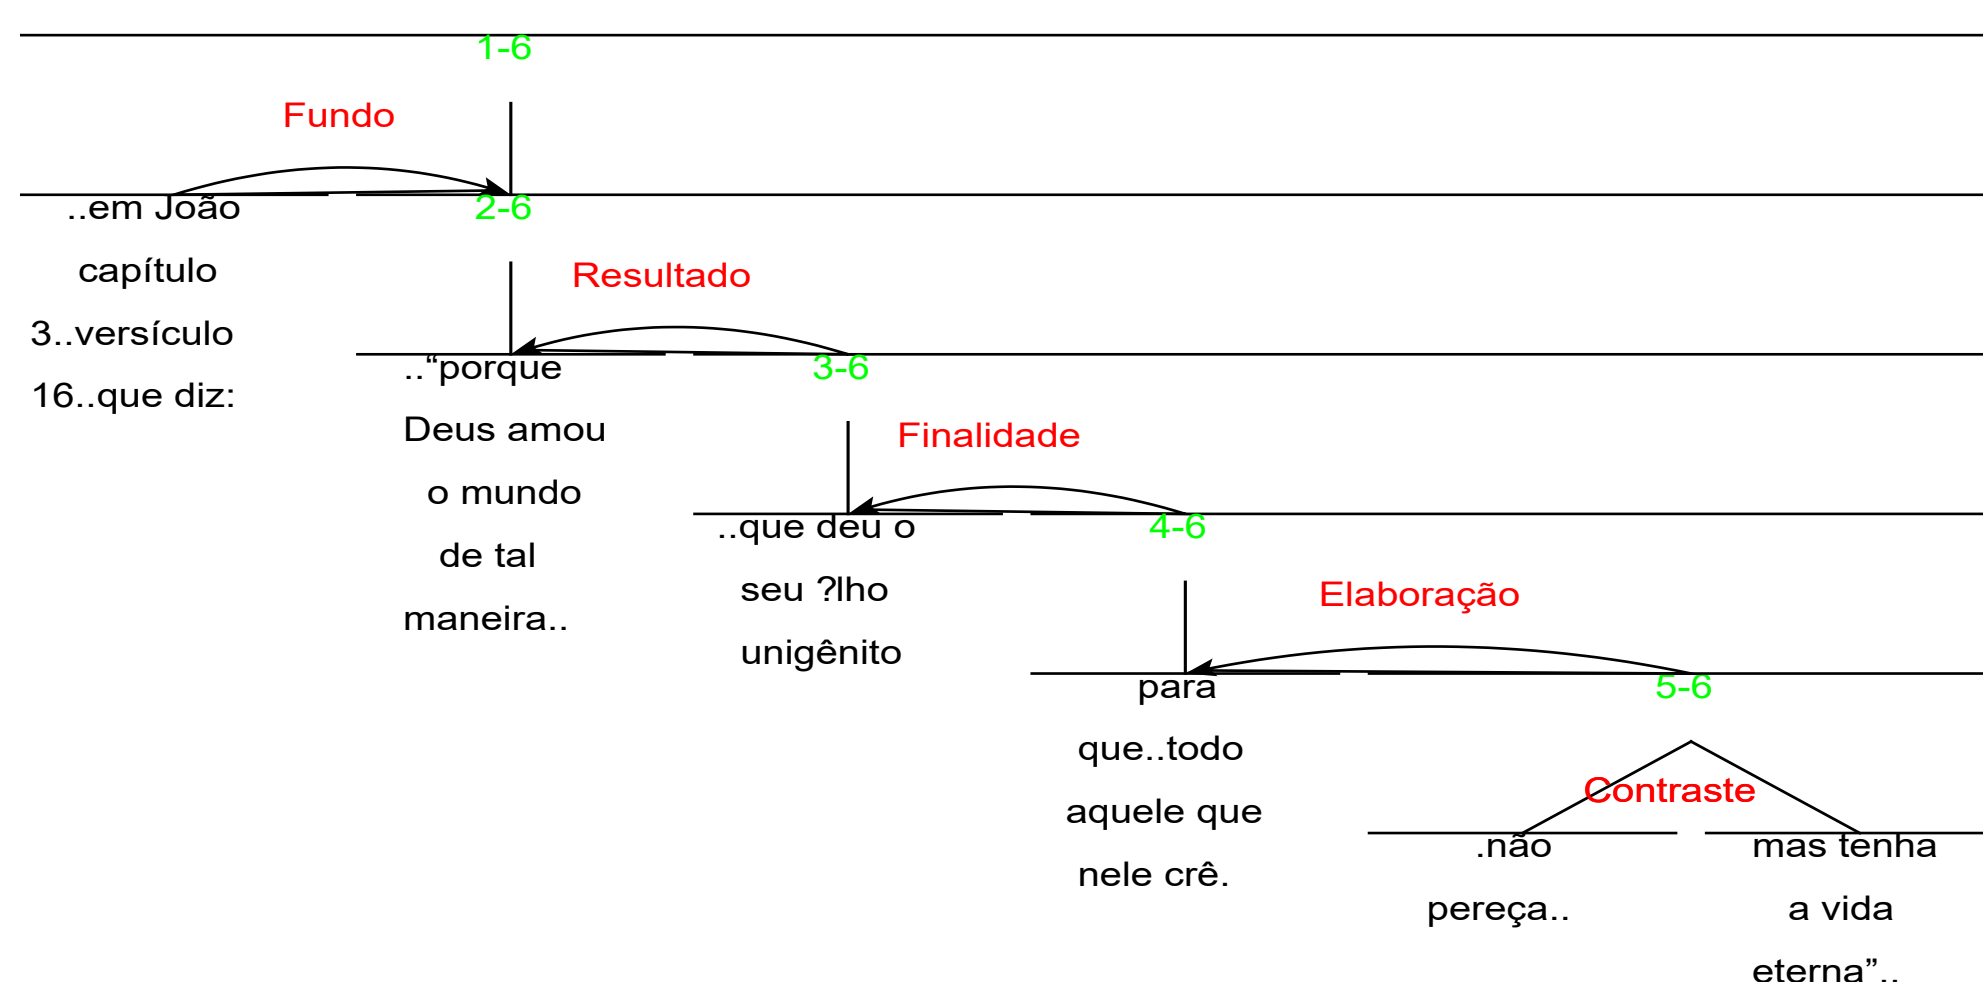 1-6
Fundo
..em João
capítulo
3..versículo
16..que diz:
2-6
Resultado
..“porque
Deus amou
o mundo
de tal
maneira..
3-6
Finalidade
..que deu o
seu ?lho
unigênito
4-6
Elaboração
para
que..todo
aquele que
nele crê.
5-6
Contraste
.não
pereça..
mas tenha
a vida
eterna”..